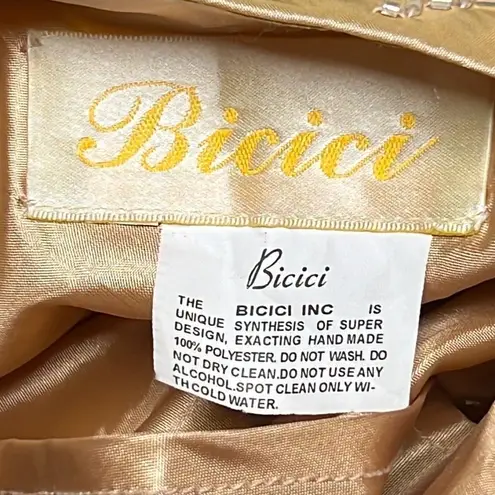 Bicici
Bicici
THE BICICI INC IS
UNIQUE SYNTHESIS OF SUPER
DESIGN, EXACTING HAND MADE
100% POLYESTER. DO NOT WASH. DO
NOT DRY CLEAN.DO NOT USE ANY
ALCOHOL.SPOT CLEAN ONLY WI-
TH COLD WATER.